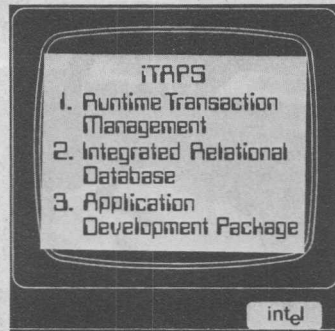 iTAPS
1. Runtime Transaction
Management
2. Integrated Relational
Database
3. Application
Development Package
intel